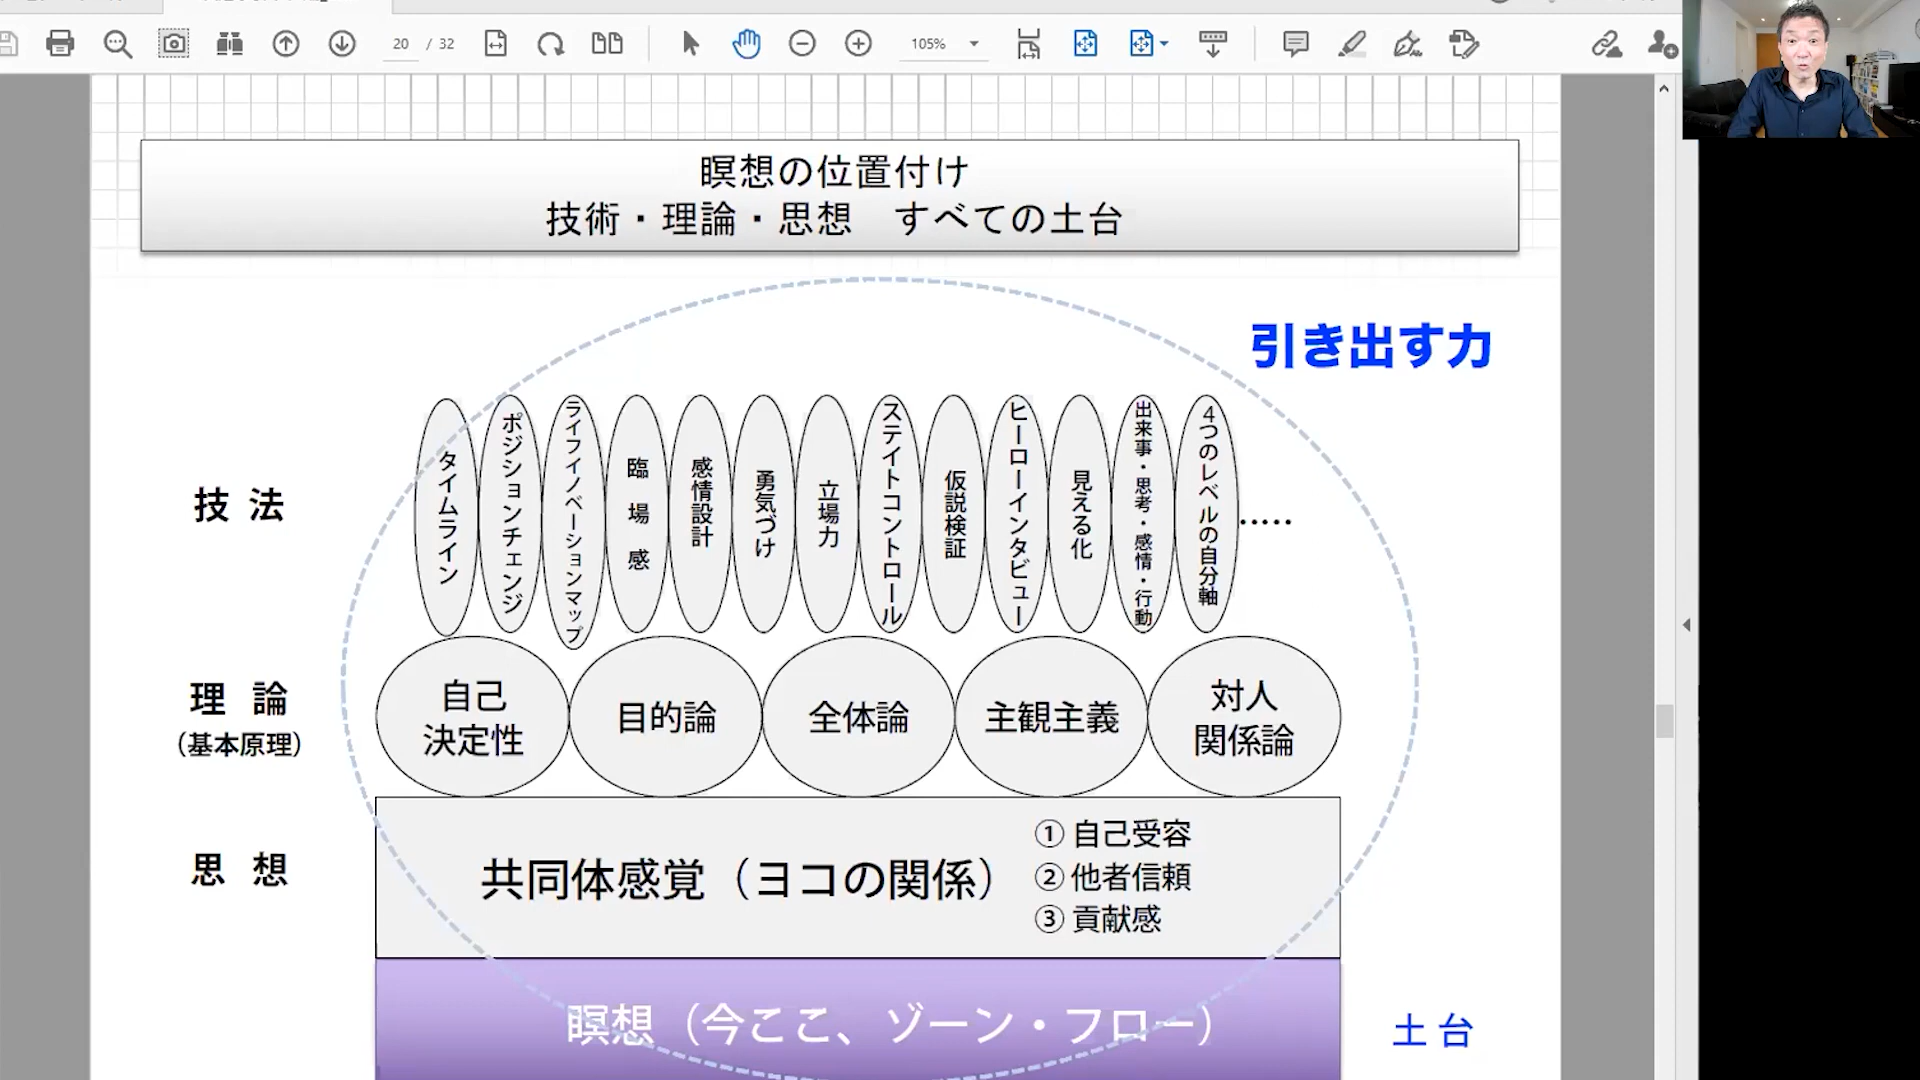 20 / 32
105%
瞑想の位置付け
技術・理論・思想　すべての土台
引き出す力
技 法
タイムライン
ポジションチェンジ
ライフイノベーションマップ
臨場感
感情設計
勇気づけ
立場力
ステイトコントロール
仮説検証
ヒーローインタビュー
見える化
出来事・思考・感情・行動
4つのレベルの自分軸
.....
理 論
（基本原理）
自己
決定性
目的論
全体論
主観主義
対人
関係論
思 想
共同体感覚（ヨコの関係）
① 自己受容
② 他者信頼
③ 貢献感
瞑想（今ここ、ゾーン・フロー）
土 台